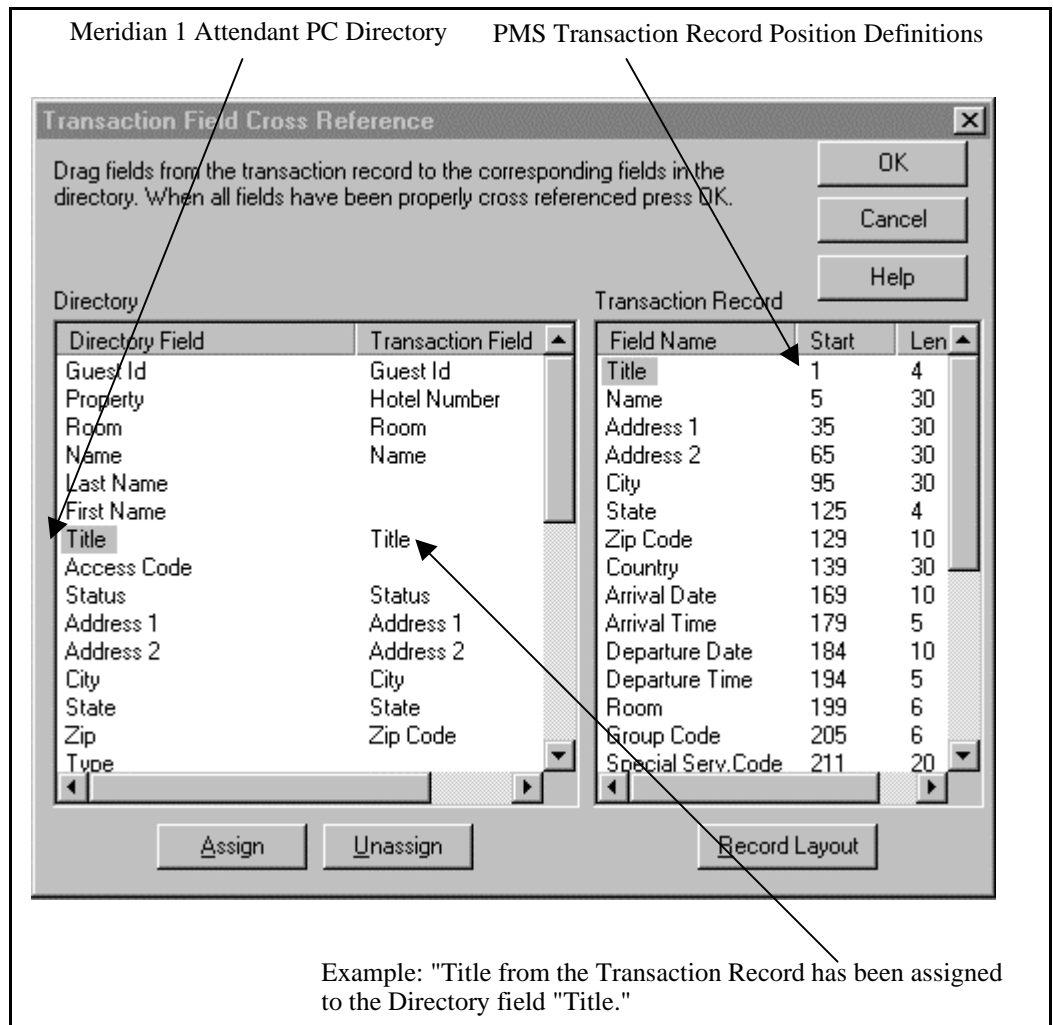 Meridian 1 Attendant PC Directory
PMS Transaction Record Position Definitions
Transaction Field Cross Reference
Drag fields from the transaction record to the corresponding fields in the
directory. When all fields have been properly cross referenced press OK.
OK
Cancel
Help
Directory
Directory Field Transaction Field
Guest Id Guest Id
Property Hotel Number
Room Room
Name Name
Last Name
First Name
Title Title
Access Code
Status Status
Address 1 Address 1
Address 2 Address 2
City City
State State
Zip Zip Code
Type
Assign
Unassign
Transaction Record
Field Name Start Len
Title 1 4
Name 5 30
Address 1 35 30
Address 2 65 30
City 95 30
State 125 4
Zip Code 129 10
Country 139 30
Arrival Date 169 10
Arrival Time 179 5
Departure Date 184 10
Departure Time 194 5
Room 199 6
Group Code 205 6
Special Serv.Code 211 20
Record Layout
Example: "Title from the Transaction Record has been assigned
to the Directory field "Title."